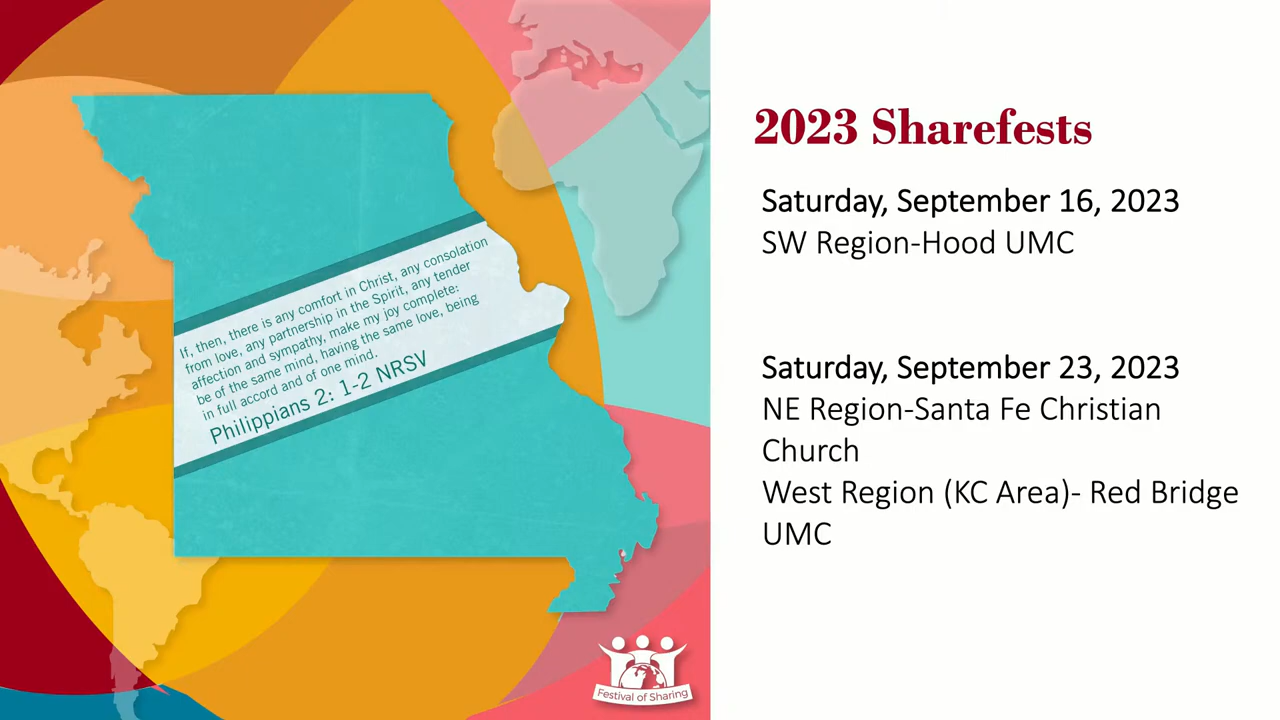 If, then, there is any comfort in Christ, any consolation
from love, any partnership in the Spirit, any tender
affection and sympathy, make my joy complete:
be of the same mind, having the same love, being
in full accord and of one mind.
Philippians 2: 1-2 NRSV
Festival of Sharing
2023 Sharefests
Saturday, September 16, 2023
SW Region-Hood UMC
Saturday, September 23, 2023
NE Region-Santa Fe Christian
Church
West Region (KC Area)- Red Bridge
UMC